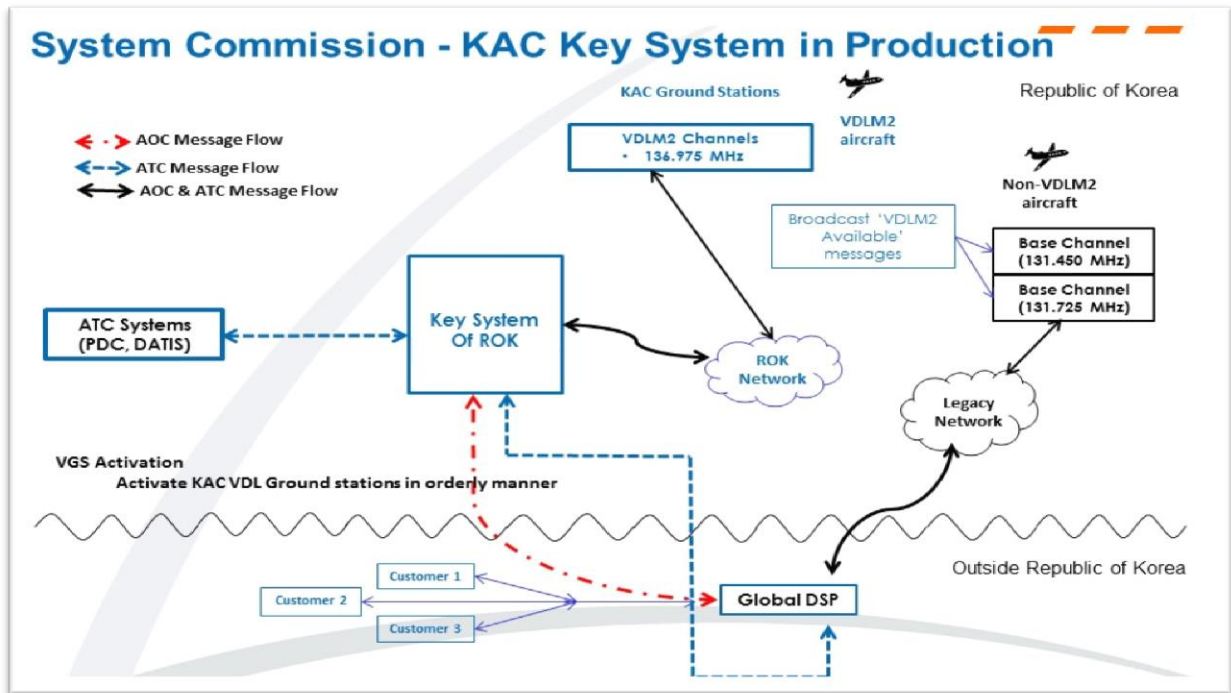 System Commission - KAC Key System in Production
KAC Ground Stations
Republic of Korea
VDLM2
aircraft
AOC Message Flow
ATC Message Flow
AOC & ATC Message Flow
VDLM2 Channels
• 136.975 MHz
Non-VDLM2
aircraft
Broadcast ‘VDLM2
Available’
messages
Base Channel
(131.450 MHz)
Base Channel
(131.725 MHz)
ATC Systems
(PDC, DATIS)
Key System
Of ROK
ROK
Network
Legacy
Network
VGS Activation
Activate KAC VDL Ground stations in orderly manner
Outside Republic of Korea
Customer 1
Customer 2
Customer 3
Global DSP